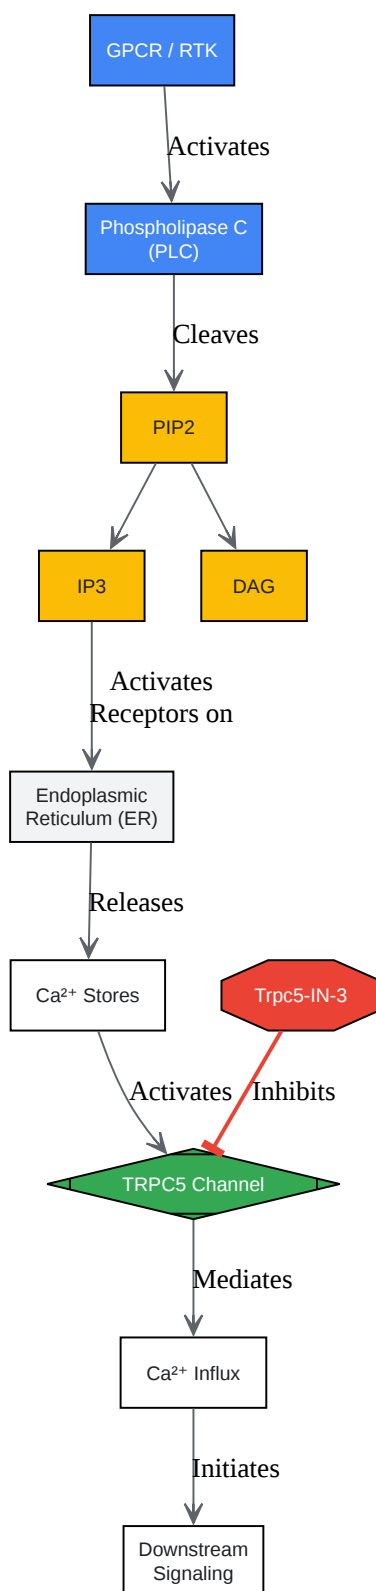 GPCR / RTK
Activates
Phospholipase C
(PLC)
Cleaves
PIP2
IP3
DAG
Activates
Receptors on
Endoplasmic
Reticulum (ER)
Releases
Ca²⁺ Stores
Trpc5-IN-3
Activates
Inhibits
TRPC5 Channel
Mediates
Ca²⁺ Influx
Initiates
Downstream
Signaling